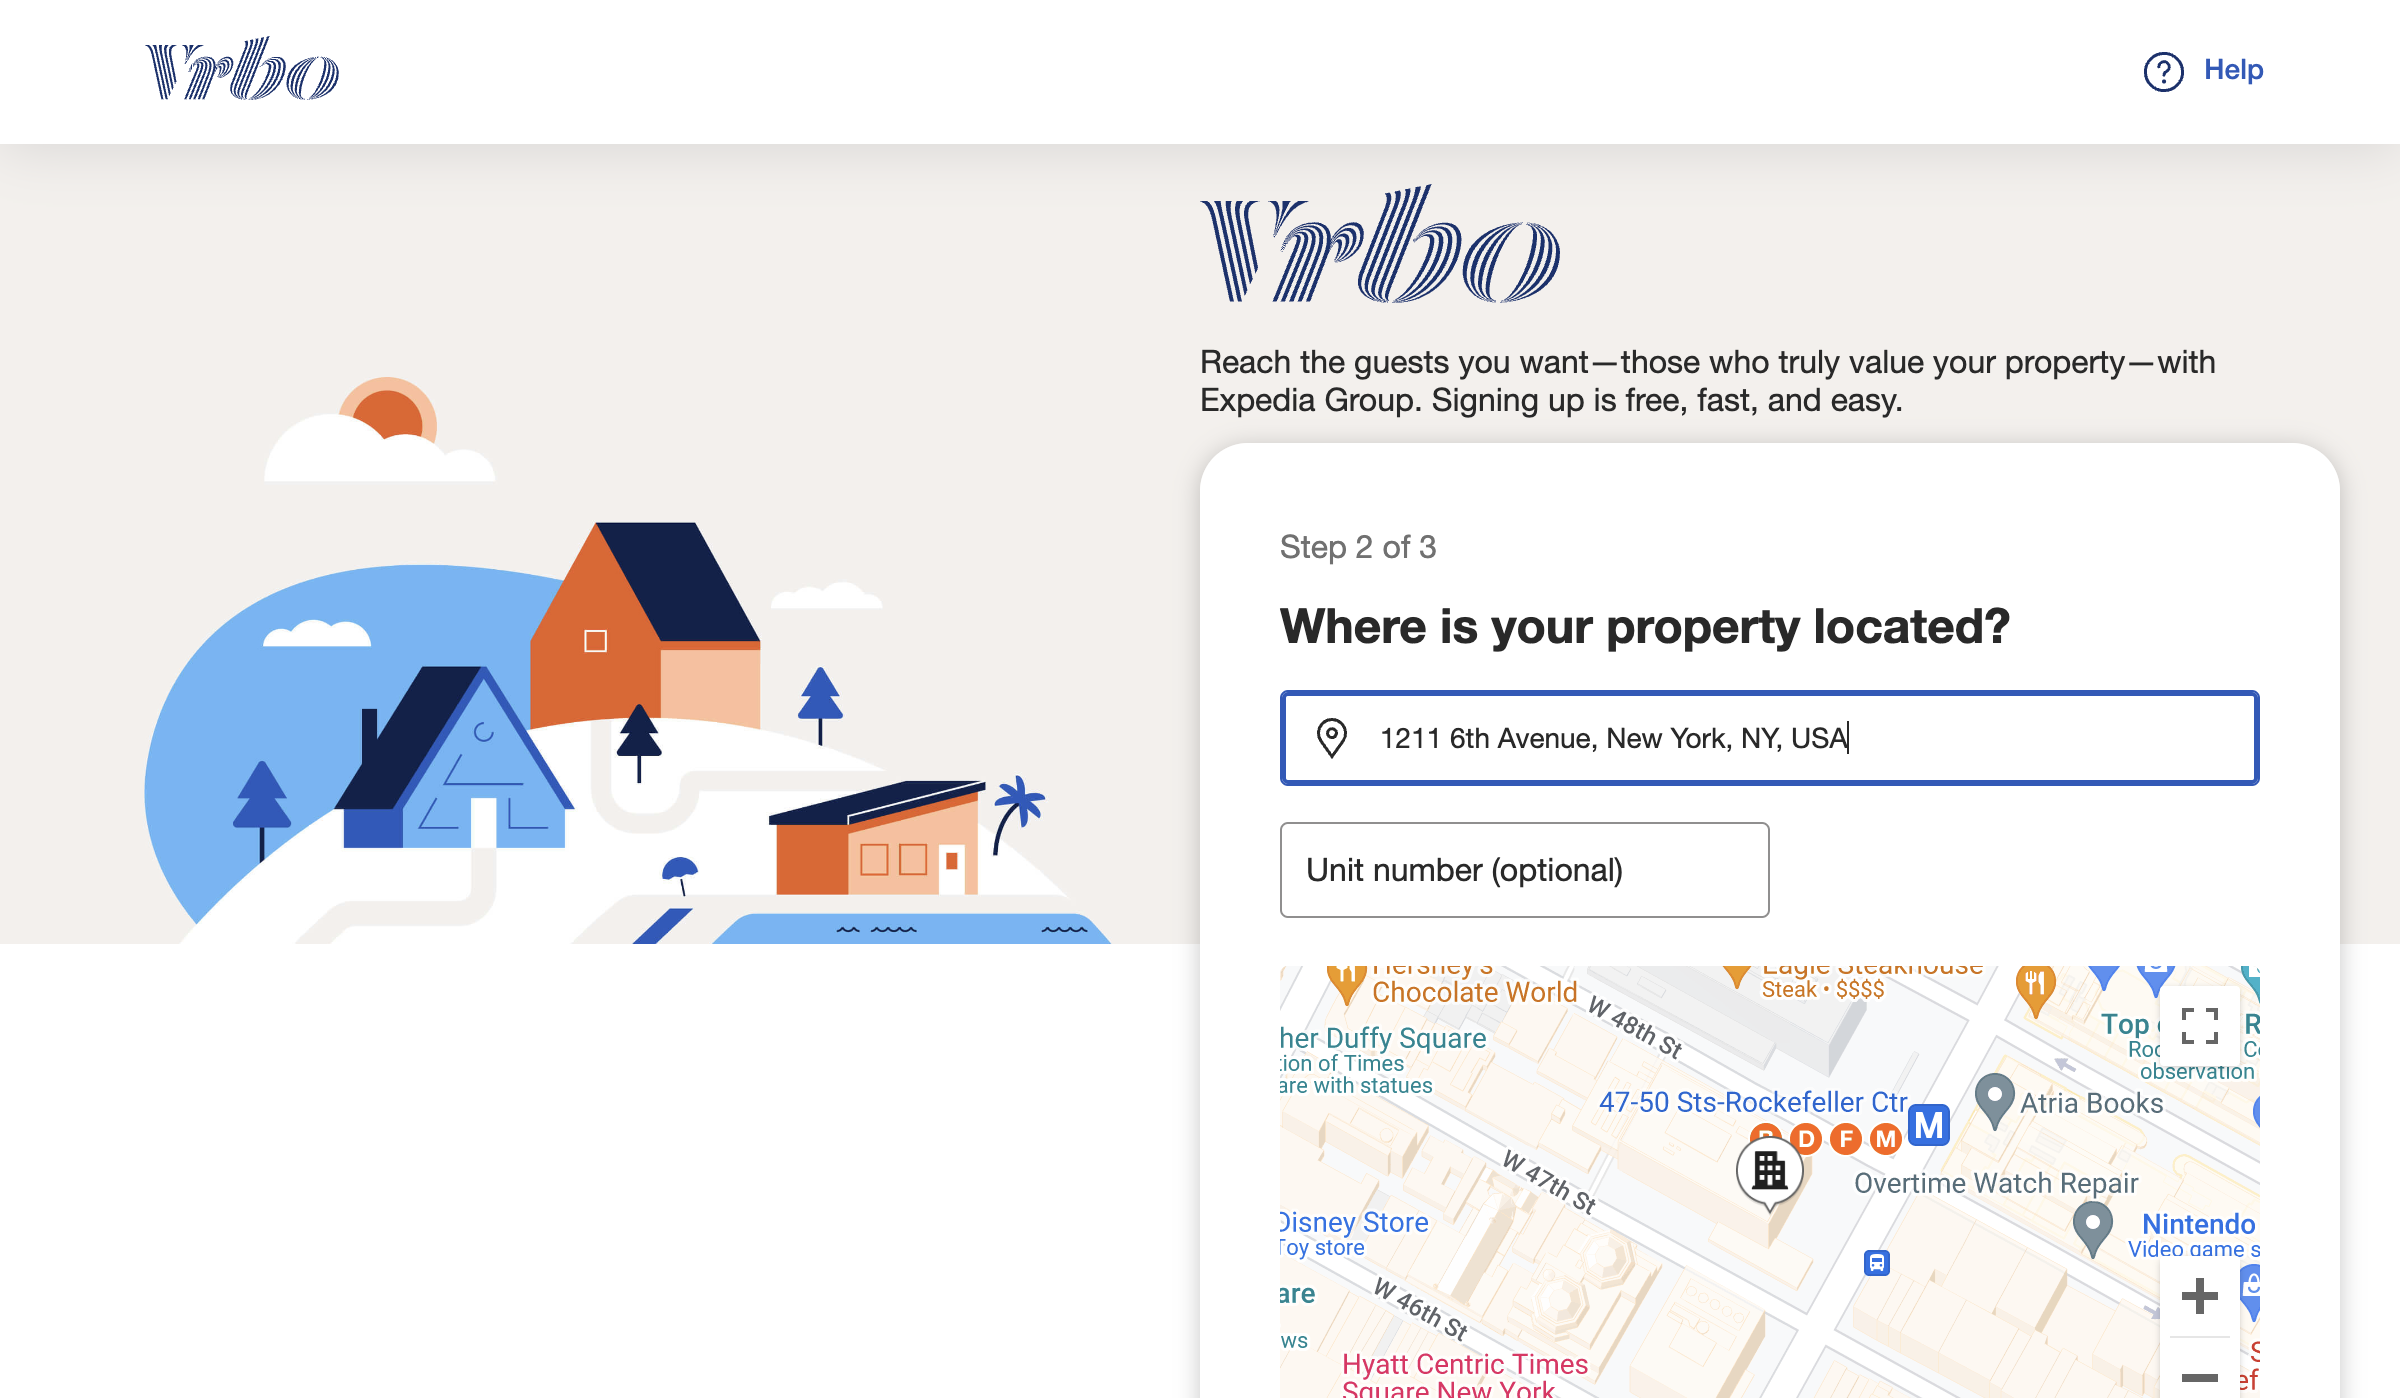 Vrbo
Help
Vrbo
Reach the guests you want—those who truly value your property—with
Expedia Group. Signing up is free, fast, and easy.
Step 2 of 3
Where is your property located?
1211 6th Avenue, New York, NY, USA
Unit number (optional)
Hershey's
Chocolate World
Eagle Steakhouse
Steak • $$$$
W 48th St
her Duffy Square
tion of Times
are with statues
Top
R
observation
47-50 Sts-Rockefeller Ctr
M
D F M
Atria Books
W 47th St
Overtime Watch Repair
Disney Store
Toy store
Nintendo
Video game s
are
ws
W 46th St
Hyatt Centric Times
Square New York